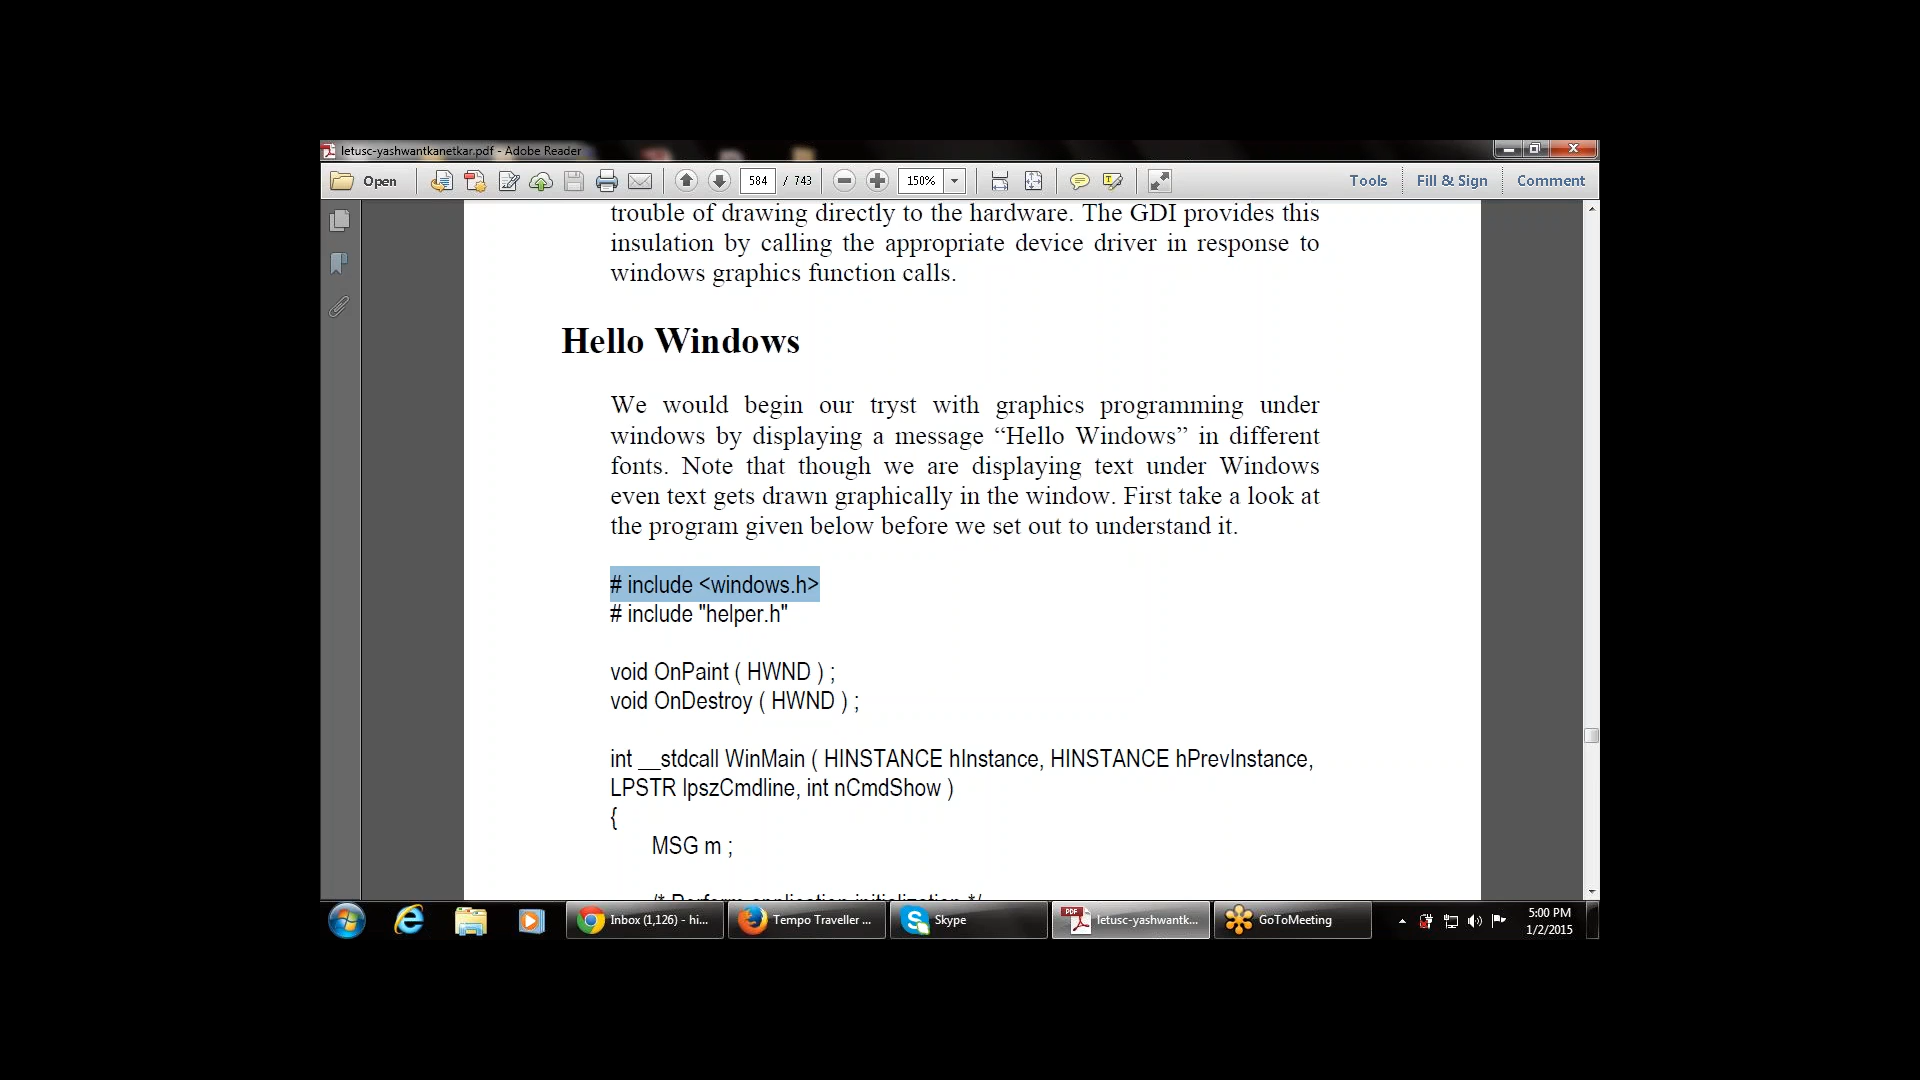 letusc-yashwantkanetkar.pdf - Adobe Reader
Open 584 / 743 150% Tools Fill & Sign Comment
trouble of drawing directly to the hardware. The GDI provides this
insulation by calling the appropriate device driver in response to
windows graphics function calls.
Hello Windows
We would begin our tryst with graphics programming under
windows by displaying a message “Hello Windows” in different
fonts. Note that though we are displaying text under Windows
even text gets drawn graphically in the window. First take a look at
the program given below before we set out to understand it.
# include <windows.h>
# include "helper.h"
void OnPaint ( HWND ) ;
void OnDestroy ( HWND ) ;
int __stdcall WinMain ( HINSTANCE hInstance, HINSTANCE hPrevInstance,
LPSTR lpszCmdline, int nCmdShow )
{
MSG m ;
/* Perform application initialization */
Inbox (1,126) - hi... Tempo Traveller ... Skype PDF letusc-yashwantk... GoToMeeting 5:00 PM
1/2/2015